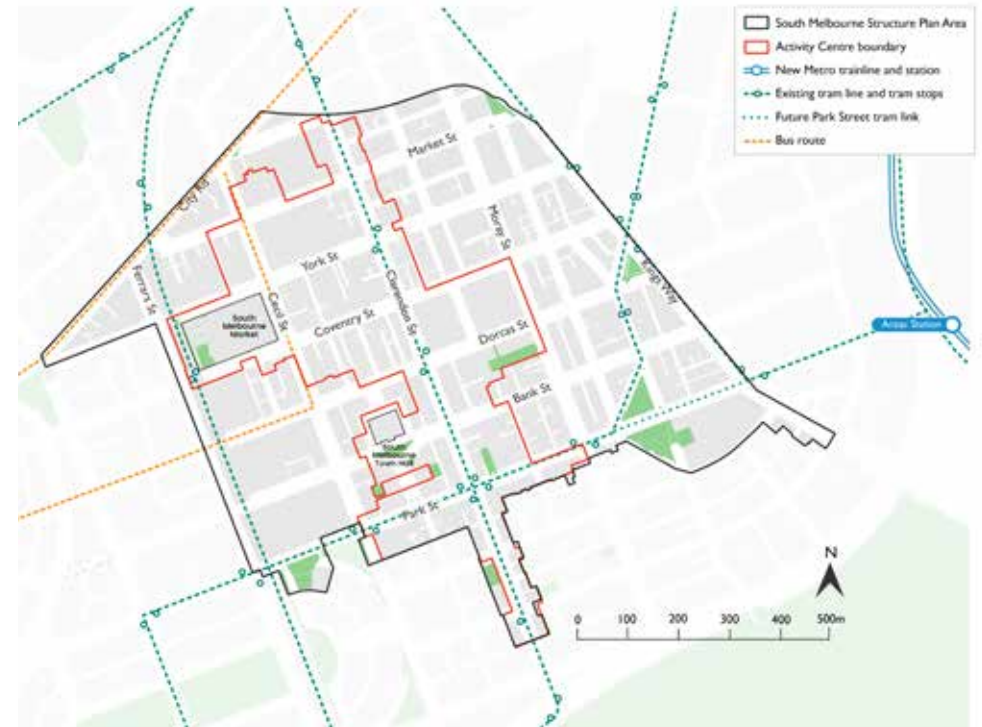 South Melbourne Structure Plan Area
Activity Centre boundary
New Metro trainline and station
Existing tram line and tram stops
Future Park Street tram link
Bus route
Market St
City Rd
Moray St
York St
Kings Way
Ferrars St
Cecil St
Clarendon St
South
Melbourne
Market
Coventry St
Dorcas St
Anzac Station
Bank St
South
Melbourne
Town Hall
Park St
N
0 100 200 300 400 500m